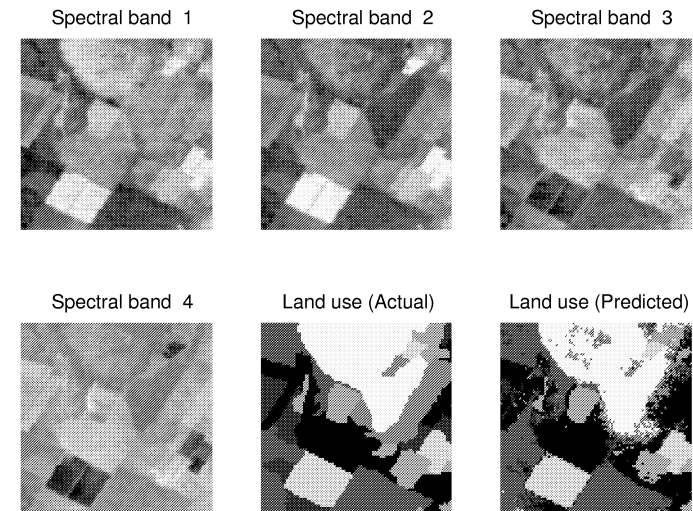 Spectral band 1
Spectral band 2
Spectral band 3
Spectral band 4
Land use (Actual)
Land use (Predicted)